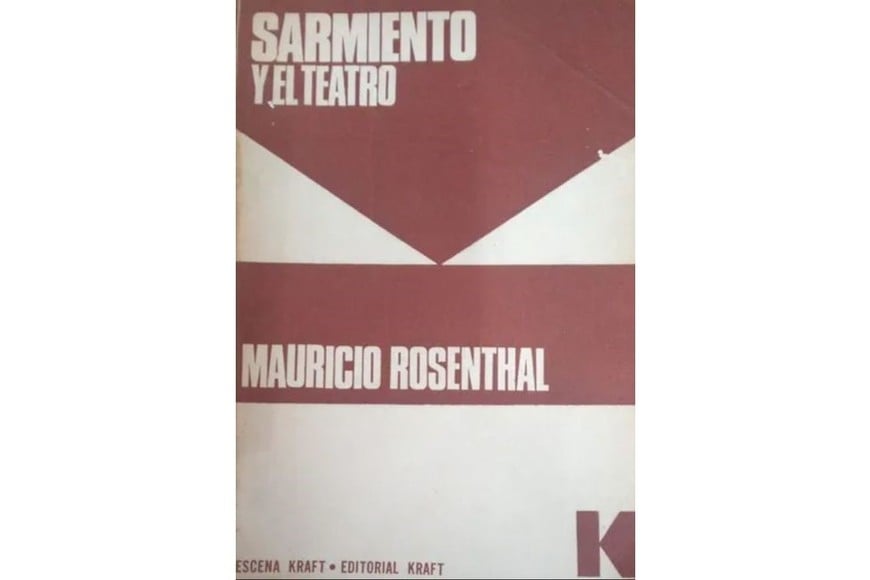 SARMIENTO
Y EL TEATRO
MAURICIO ROSENTHAL
K
ESCENA KRAFT • EDITORIAL KRAFT